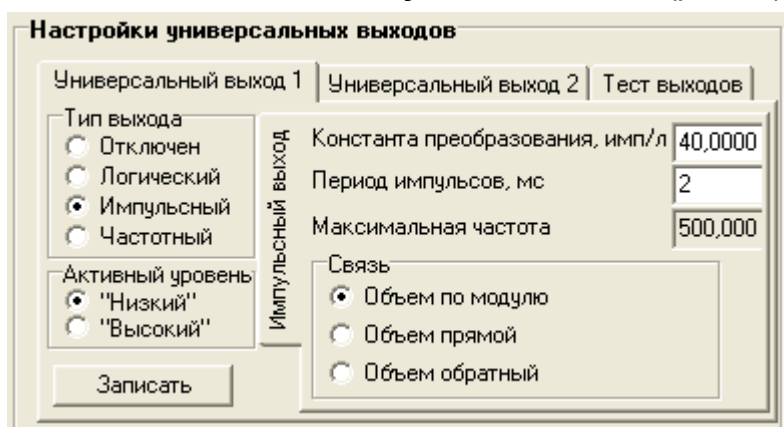 Настройки универсальных выходов
Универсальный выход 1
Универсальный выход 2
Тест выходов
Тип выхода
Отключен
Логический
Импульсный
Частотный
Активный уровень
"Низкий"
"Высокий"
Записать
Импульсный выход
Константа преобразования, имп/л 40,0000
Период импульсов, мс 2
Максимальная частота 500,000
Связь
Объем по модулю
Объем прямой
Объем обратный